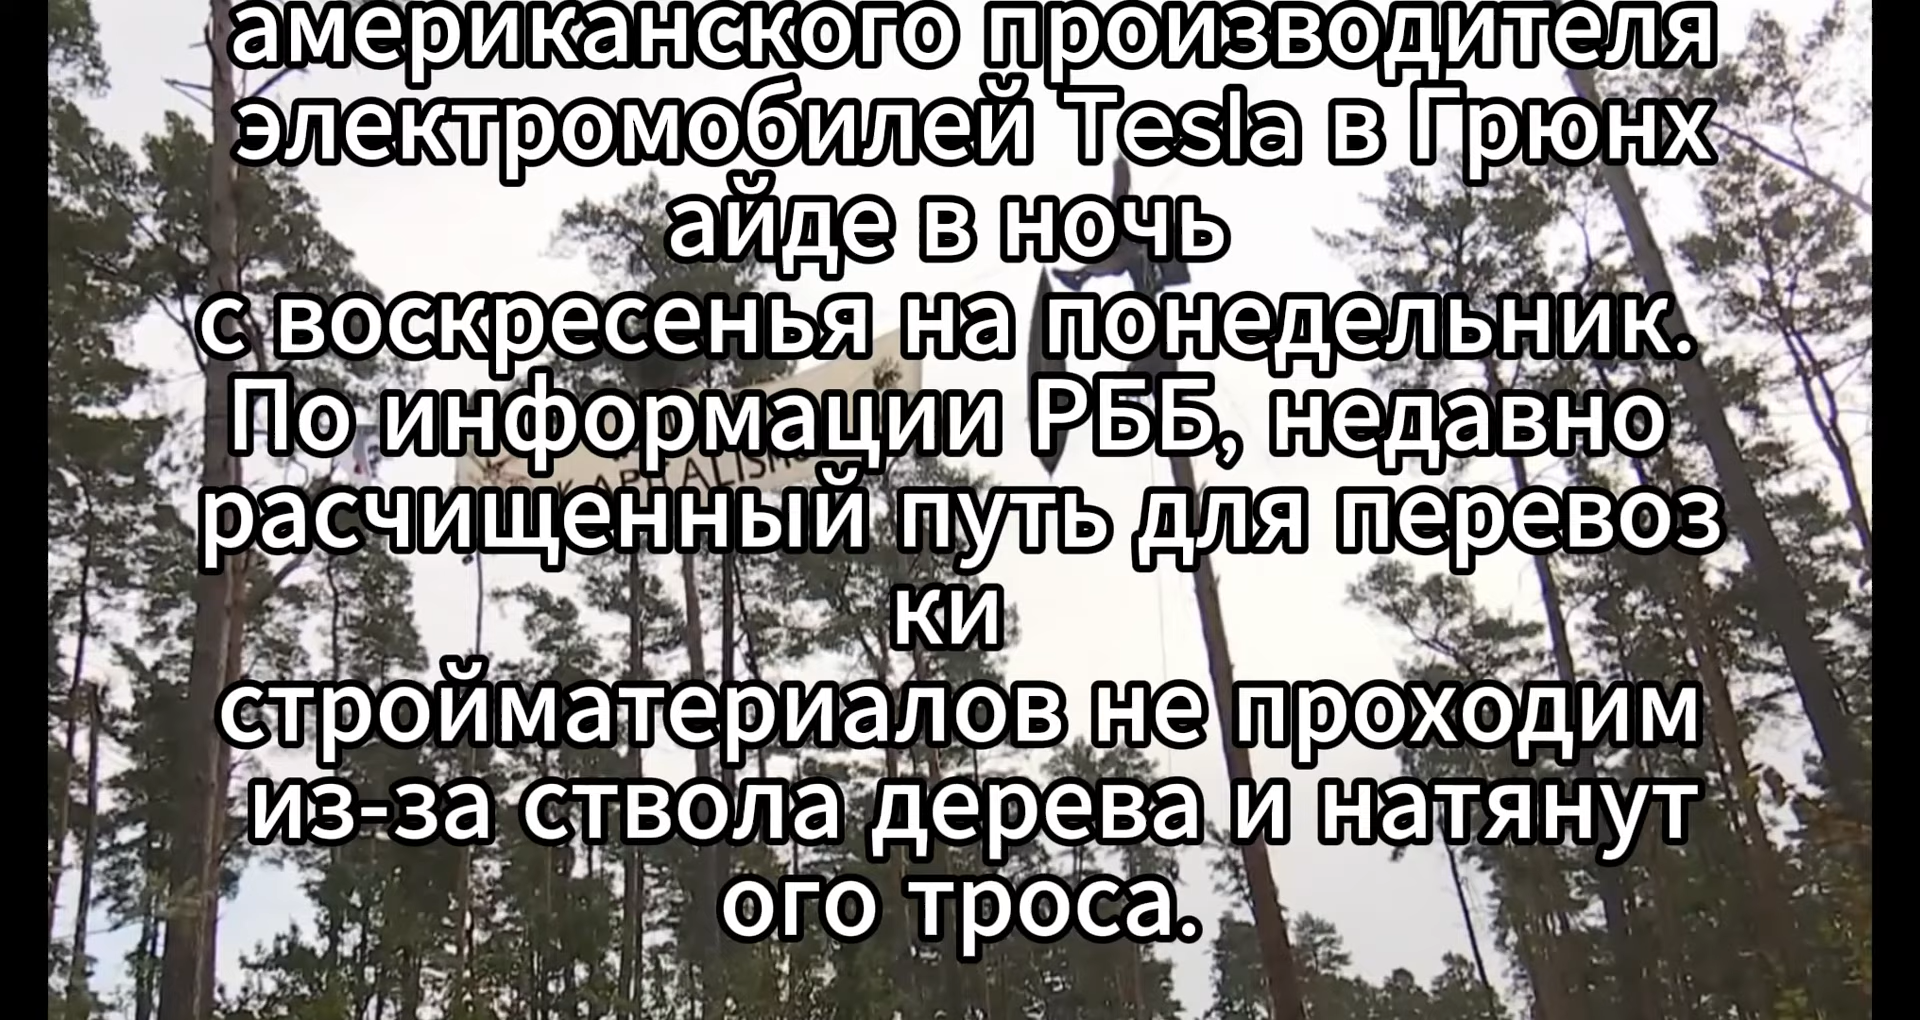 американского производителя
электромобилей Tesla в Грюнх
айде в ночь
с воскресенья на понедельник.
По информации РББ, недавно
расчищенный путь для перевоз
ки
стройматериалов не проходим
из-за ствола дерева и натянут
ого троса.